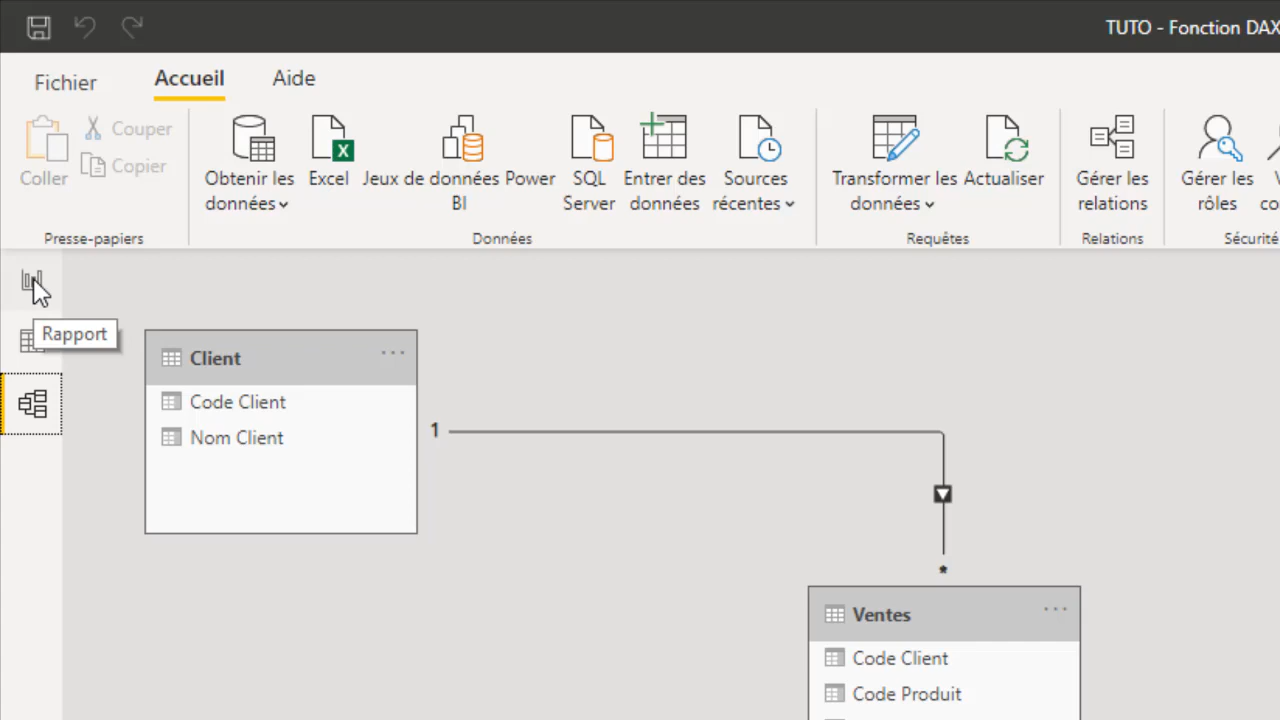 TUTO - Fonction DAX
Fichier
Accueil
Aide
Coller
Couper
Copier
Presse-papiers
Obtenir les
données
Excel
Jeux de données Power
BI
SQL
Server
Entrer des
données
Sources
récentes
Données
Transformer les
données
Actualiser
Requêtes
Gérer les
relations
Relations
Gérer les
rôles
Sécurité
Rapport
Client
Code Client
Nom Client
1
*
Ventes
Code Client
Code Produit